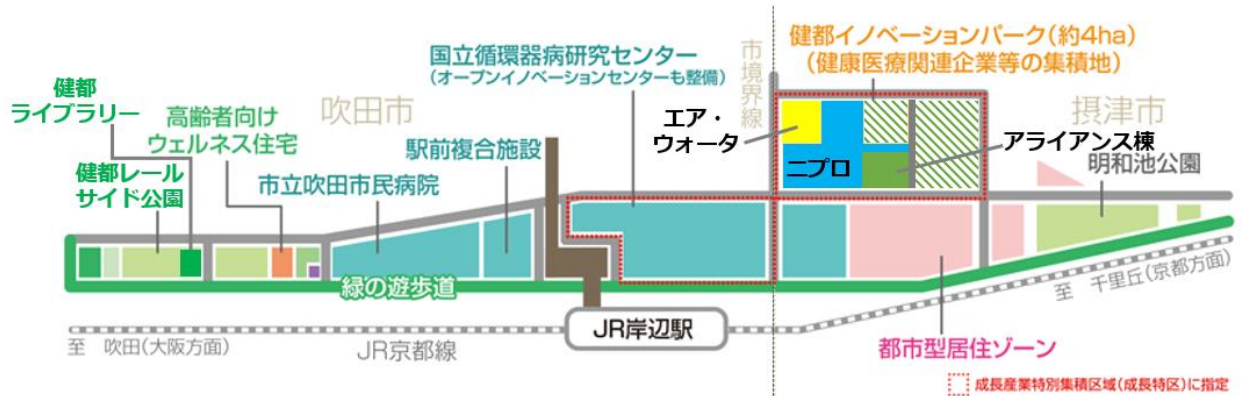 健都イノベーションパーク(約4ha)
(健康医療関連企業等の集積地)
国立循環器病研究センター
(オープンイノベーションセンターも整備)
市境界線
健都
ライブラリー
高齢者向け
ウェルネス住宅
吹田市
摂津市
エア・
ウォータ
アライアンス棟
ニプロ
駅前複合施設
明和池公園
健都レール
サイド公園
市立吹田市民病院
緑の遊歩道
至 千里丘(京都方面)
JR岸辺駅
至 吹田(大阪方面)
JR京都線
都市型居住ゾーン
成長産業特別集積区域(成長特区)に指定